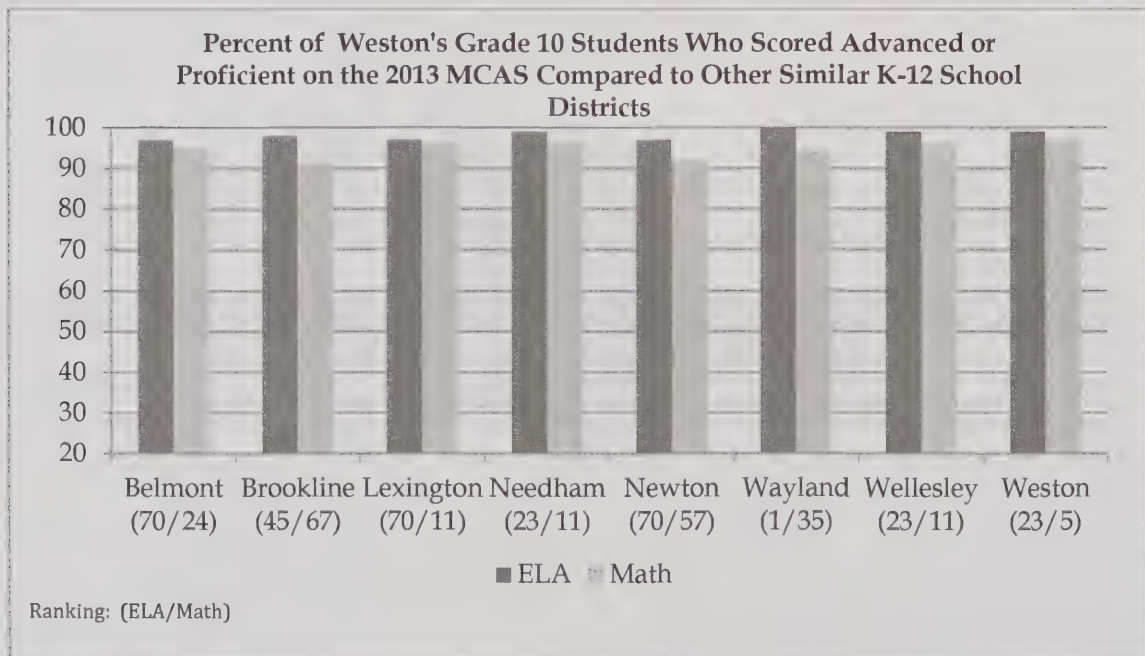 Percent of Weston's Grade 10 Students Who Scored Advanced or
Proficient on the 2013 MCAS Compared to Other Similar K-12 School
Districts
100
90
80
70
60
50
40
30
20
Belmont Brookline Lexington Needham Newton Wayland Wellesley Weston
(70/24) (45/67) (70/11) (23/11) (70/57) (1/35) (23/11) (23/5)
ELA Math
Ranking: (ELA/Math)